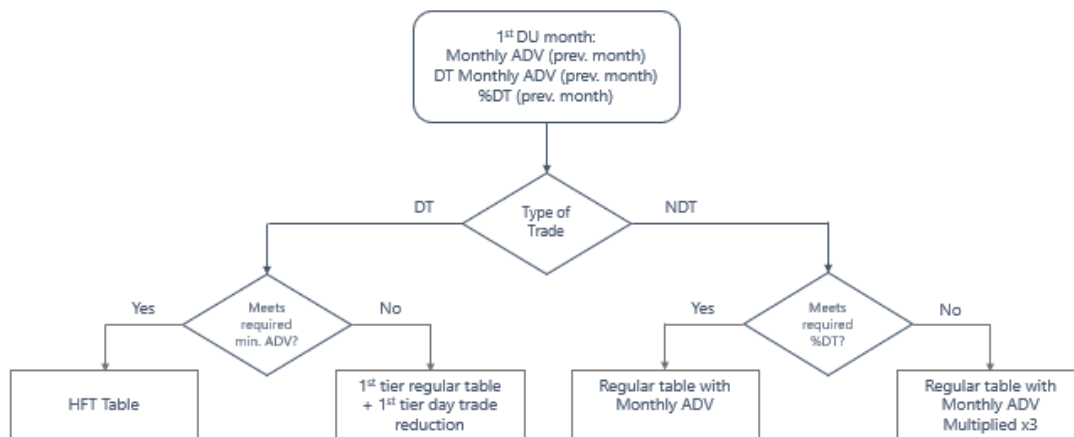 1st DU month:
Monthly ADV (prev. month)
DT Monthly ADV (prev. month)
%DT (prev. month)
DT
Type of
Trade
NDT
Yes
Meets
required
min. ADV?
No
Yes
Meets
required
%DT?
No
HFT Table
1st tier regular table
+ 1st tier day trade
reduction
Regular table with
Monthly ADV
Regular table with
Monthly ADV
Multiplied x3